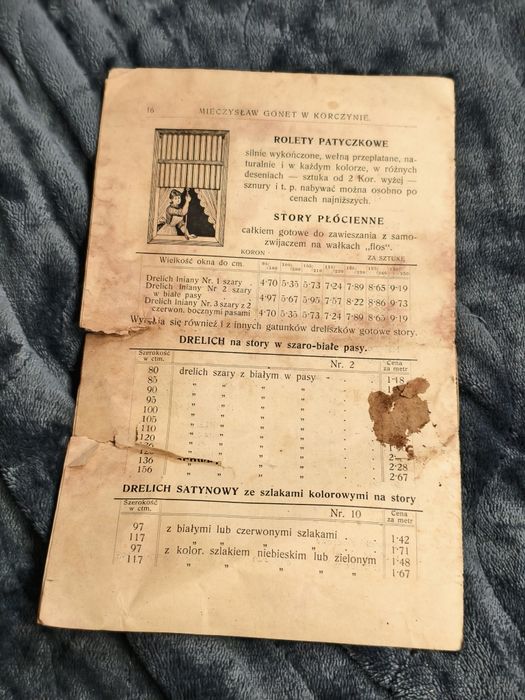 16
MIECZYSŁAW GONET W KORCZYNIE.
ROLETY PATYCZKOWE
silnie wykończone, wełną przeplatane, na-
turalnie i w każdym kolorze, w różnych
deseniach — sztuka od 2 Kor. wyżej —
sznury i t. p. nabywać można osobno po
cenach najniższych.
STORY PŁÓCIENNE
całkiem gotowe do zawieszania z samo-
zwijaczem na wałkach „flos".
KORON · ZA SZTUKĘ
Wielkość okna do cm.
Drelich lniany Nr. 1 szary . 4·70 5·35 5·73 7·24 7·89 8·65 9·19
Drelich lniany Nr. 2 szary
w białe pasy 4·97 5·67 5·95 7·57 8·22 8·86 9·73
Drelich lniany Nr. 3 szary z 2
czerwon. bocznymi pasami 4·70 5·35 5·73 7·24 7·89 8·65 9·19
Wyrabia się również i z innych gatunków dreliszków gotowe story.
DRELICH na story w szaro-białe pasy.
Szerokość
w ctm. Nr. 2 Cena
za metr
80 drelich szary z białym w pasy 1·18
85 „ „ „ „
90 „ „ „ „
95 „ „ „ „
100 „ „ „ „
105 „ „ „ „
110 „ „ „ „
120 „ „ „ „
136 „ „ 2·28
156 „ „ „ „ 2·67
DRELICH SATYNOWY ze szlakami kolorowymi na story
Szerokość
w ctm. Nr. 10 Cena
za metr
97 z białymi lub czerwonymi szlakami . . 1·42
117 „ „ „ „ 1·71
97 z kolor. szlakiem niebieskim lub zielonym 1·48
117 „ „ „ „ 1·67